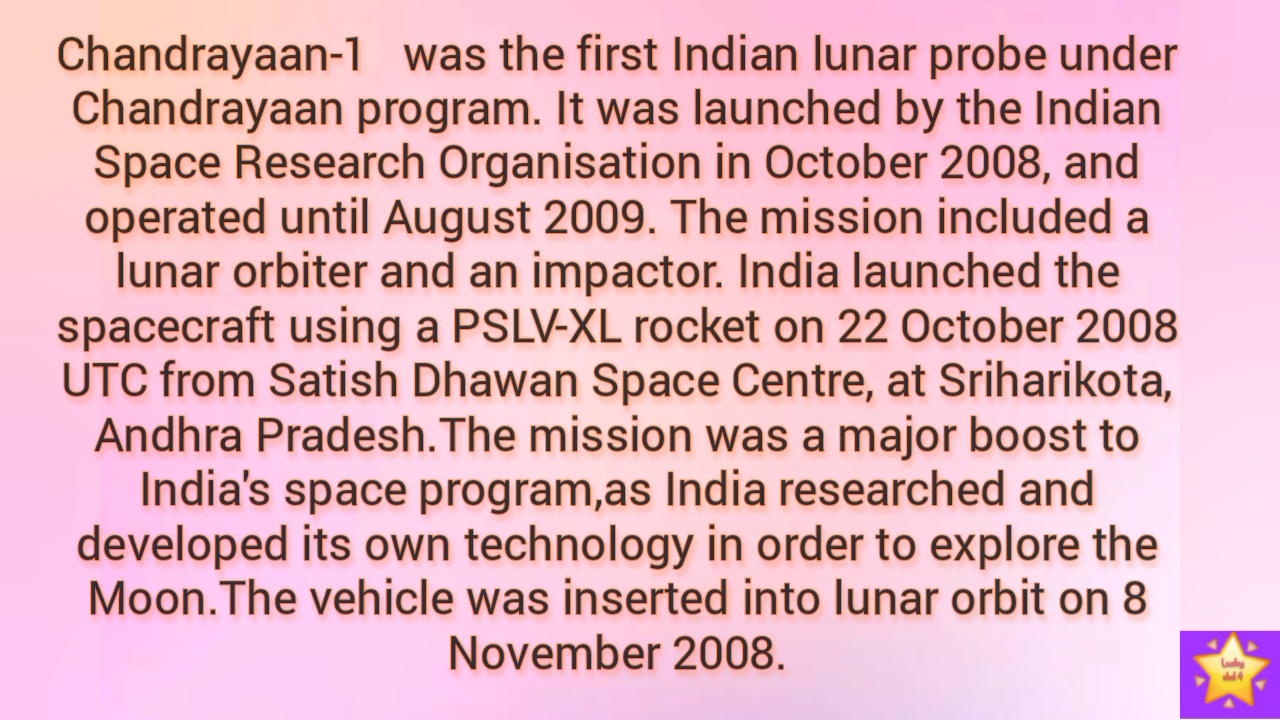 Chandrayaan-1 was the first Indian lunar probe under
Chandrayaan program. It was launched by the Indian
Space Research Organisation in October 2008, and
operated until August 2009. The mission included a
lunar orbiter and an impactor. India launched the
spacecraft using a PSLV-XL rocket on 22 October 2008
UTC from Satish Dhawan Space Centre, at Sriharikota,
Andhra Pradesh.The mission was a major boost to
India's space program,as India researched and
developed its own technology in order to explore the
Moon.The vehicle was inserted into lunar orbit on 8
November 2008.